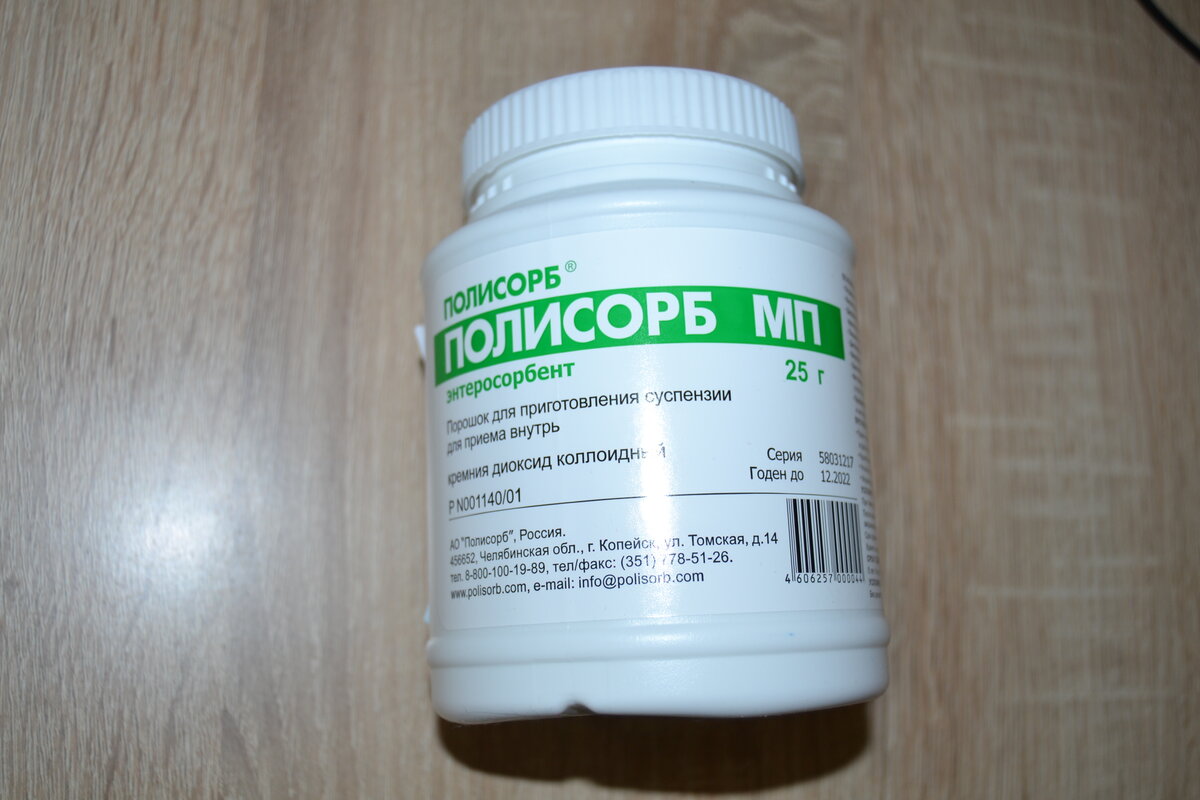 ПОЛИСОРБ®
ПОЛИСОРБ МП
энтеросорбент
25 г
Порошок для приготовления суспензии
для приема внутрь
кремния диоксид коллоидный
Р N001140/01
Серия 58031217
Годен до 12.2022
АО "Полисорб", Россия.
456652, Челябинская обл., г. Копейск, ул. Томская, д.14
тел. 8-800-100-19-89, тел/факс: (351) 778-51-26.
www.polisorb.com, e-mail: info@polisorb.com
4 606257 000044